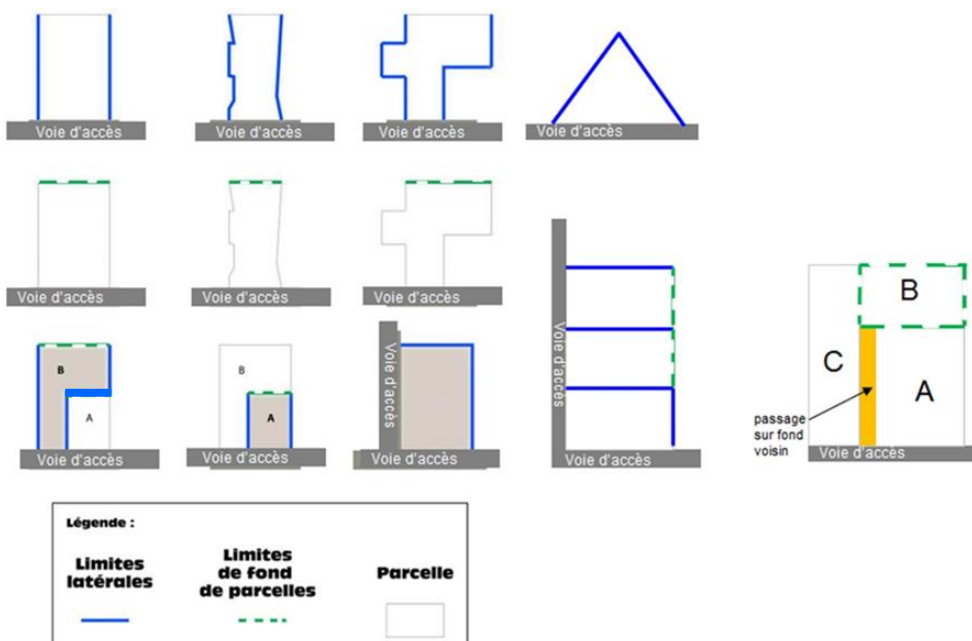 Voie d'accès
Voie d'accès
Voie d'accès
Voie d'accès
Voie d'accès
Voie d'accès
Voie d'accès
B
A
Voie d'accès
B
A
Voie d'accès
Voie d'accès
Voie d'accès
Voie d'accès
Voie d'accès
B
C
A
passage
sur fond
voisin
Voie d'accès
Légende :
Limites
latérales
Limites
de fond
de parcelles
Parcelle